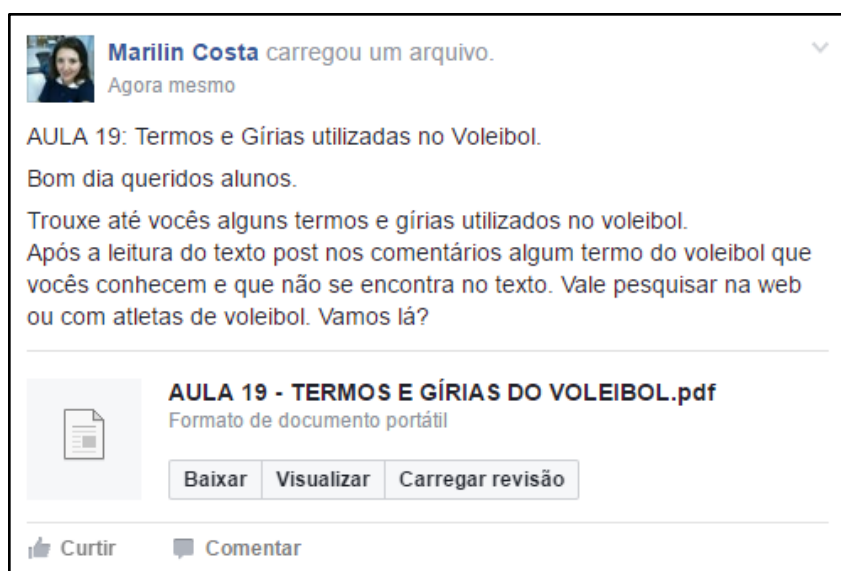 Marilin Costa carregou um arquivo.
Agora mesmo
AULA 19: Termos e Gírias utilizadas no Voleibol.
Bom dia queridos alunos.
Trouxe até vocês alguns termos e gírias utilizados no voleibol.
Após a leitura do texto post nos comentários algum termo do voleibol que
vocês conhecem e que não se encontra no texto. Vale pesquisar na web
ou com atletas de voleibol. Vamos lá?
AULA 19 - TERMOS E GÍRIAS DO VOLEIBOL.pdf
Formato de documento portátil
Baixar Visualizar Carregar revisão
Curtir Comentar